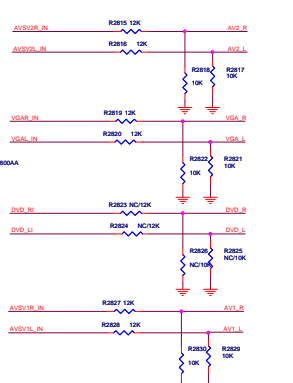 R2815 12K
AVSV2R_IN AV2_R
R2816 12K
AVSV2L_IN AV2_L
R2818 R2817
10K 10K
R2819 12K
VGAR_IN VGA_R
R2820 12K
VGAL_IN VGA_L
800AA
R2822 R2821
10K 10K
R2823 NC/12K
DVD_RI DVD_R
R2824 NC/12K
DVD_LI DVD_L
R2826 R2825
NC/10K NC/10K
R2827 12K
AVSV1R_IN AV1_R
R2828 12K
AVSV1L_IN AV1_L
R2830 R2829
10K 10K